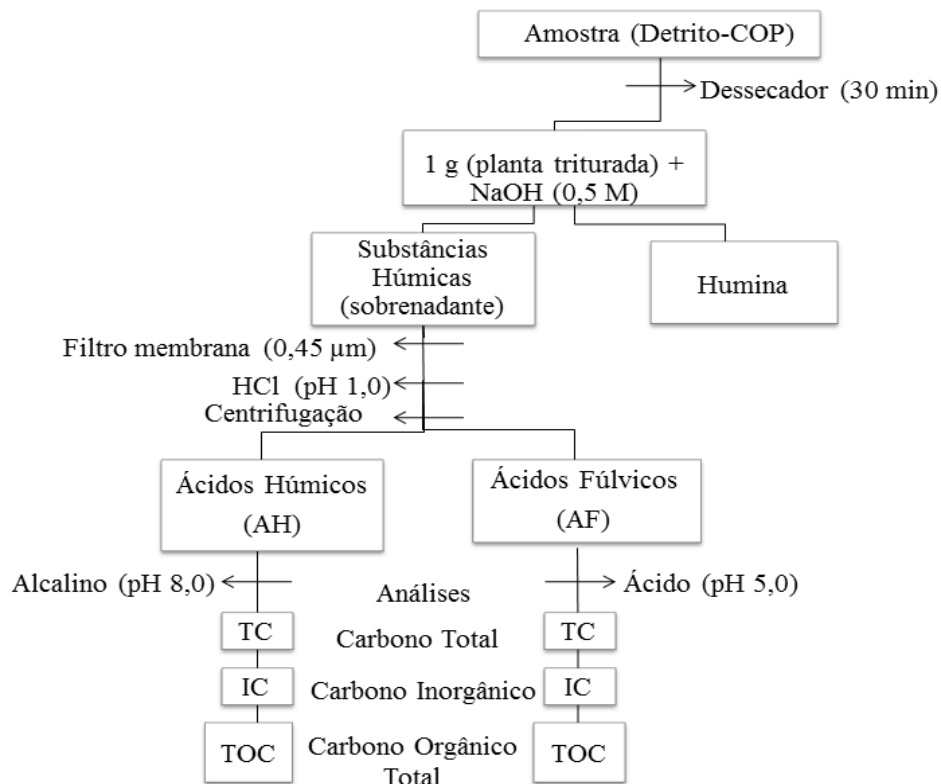 Amostra (Detrito-COP)
Dessecador (30 min)
1 g (planta triturada) +
NaOH (0,5 M)
Substâncias
Húmicas
(sobrenadante)
Humina
Filtro membrana (0,45 µm)
HCl (pH 1,0)
Centrifugação
Ácidos Húmicos
(AH)
Ácidos Fúlvicos
(AF)
Alcalino (pH 8,0)
Análises
Ácido (pH 5,0)
TC
Carbono Total
TC
IC
Carbono Inorgânico
IC
TOC
Carbono Orgânico
Total
TOC